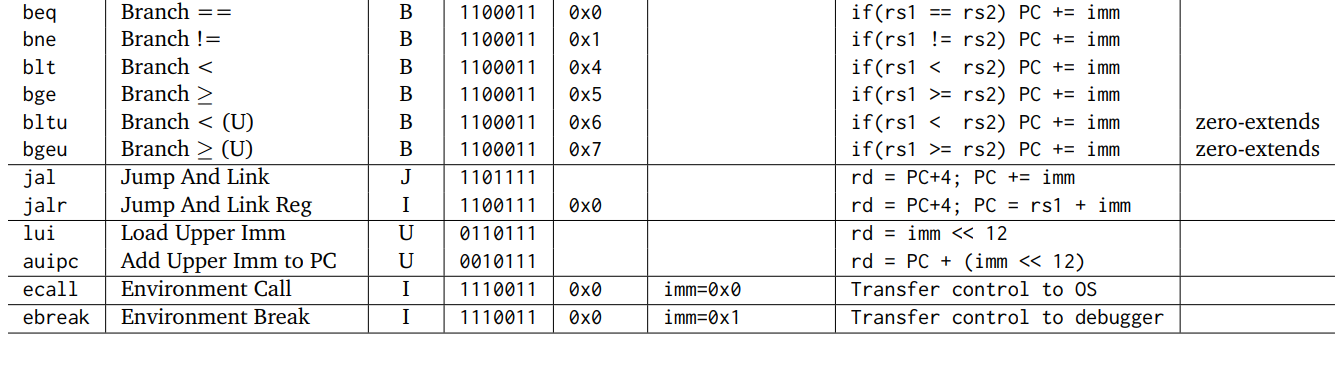 beq Branch == B 1100011 0x0 if(rs1 == rs2) PC += imm
bne Branch != B 1100011 0x1 if(rs1 != rs2) PC += imm
blt Branch < B 1100011 0x4 if(rs1 < rs2) PC += imm
bge Branch ≥ B 1100011 0x5 if(rs1 >= rs2) PC += imm
bltu Branch < (U) B 1100011 0x6 if(rs1 < rs2) PC += imm zero-extends
bgeu Branch ≥ (U) B 1100011 0x7 if(rs1 >= rs2) PC += imm zero-extends
jal Jump And Link J 1101111 rd = PC+4; PC += imm
jalr Jump And Link Reg I 1100111 0x0 rd = PC+4; PC = rs1 + imm
lui Load Upper Imm U 0110111 rd = imm << 12
auipc Add Upper Imm to PC U 0010111 rd = PC + (imm << 12)
ecall Environment Call I 1110011 0x0 imm=0x0 Transfer control to OS
ebreak Environment Break I 1110011 0x0 imm=0x1 Transfer control to debugger